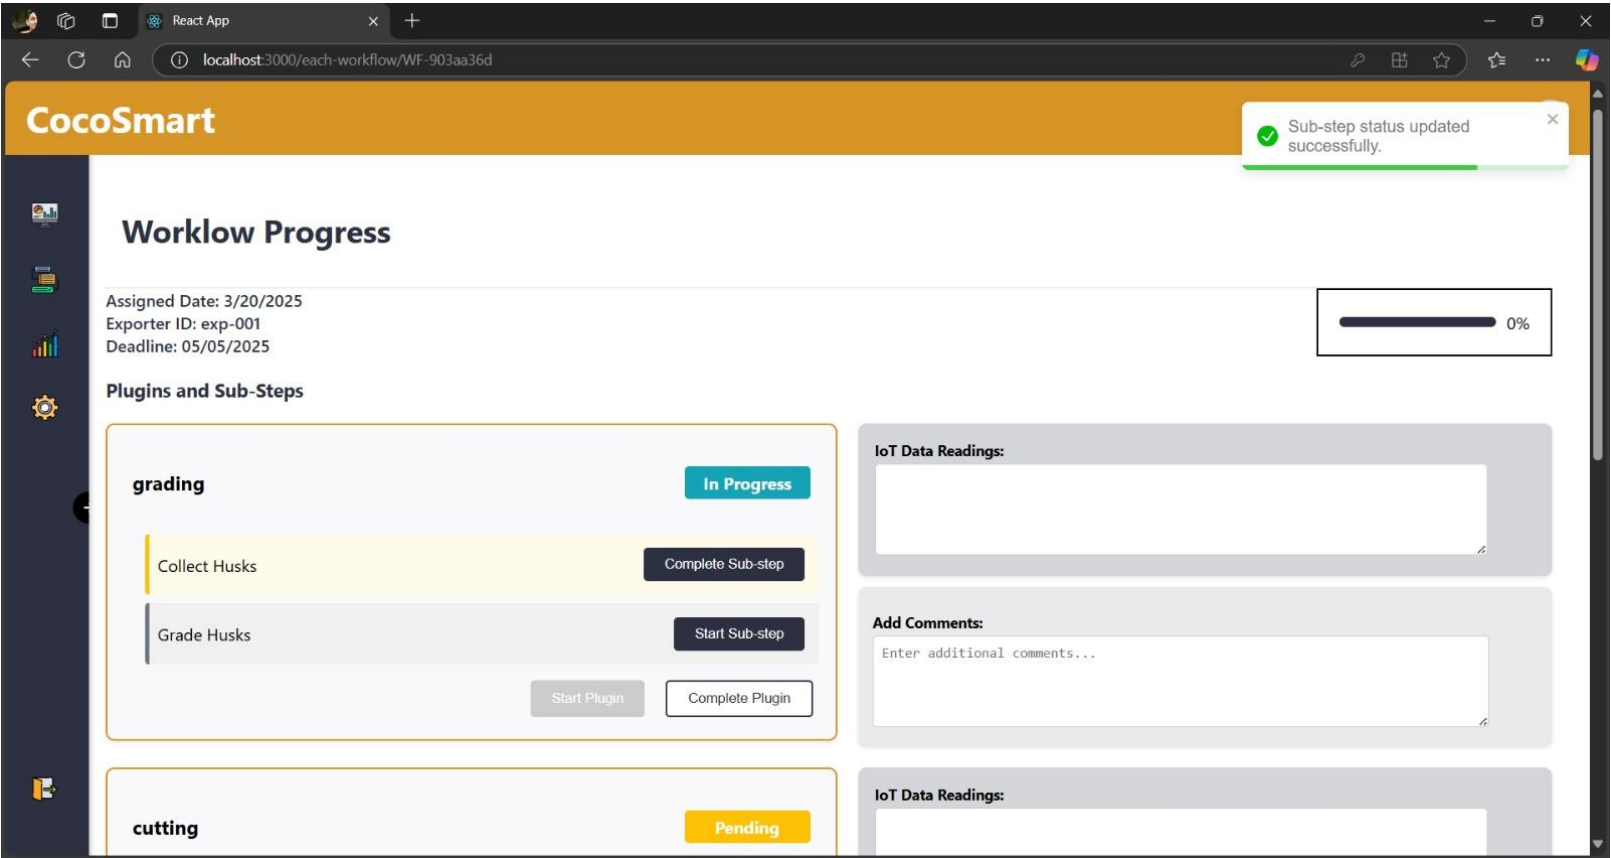 React App
localhost:3000/each-workflow/WF-903aa36d
CocoSmart
Sub-step status updated
successfully.
Worklow Progress
Assigned Date: 3/20/2025
Exporter ID: exp-001
Deadline: 05/05/2025
0%
Plugins and Sub-Steps
grading
In Progress
Collect Husks
Complete Sub-step
Grade Husks
Start Sub-step
Start Plugin
Complete Plugin
IoT Data Readings:
Add Comments:
Enter additional comments...
cutting
Pending
IoT Data Readings: